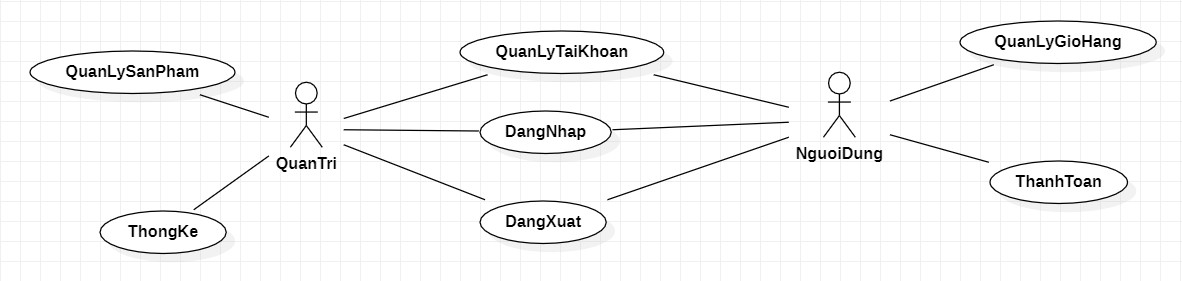 QuanLySanPham
QuanLyTaiKhoan
QuanLyGioHang
DangNhap
QuanTri
NguoiDung
ThanhToan
ThongKe
DangXuat